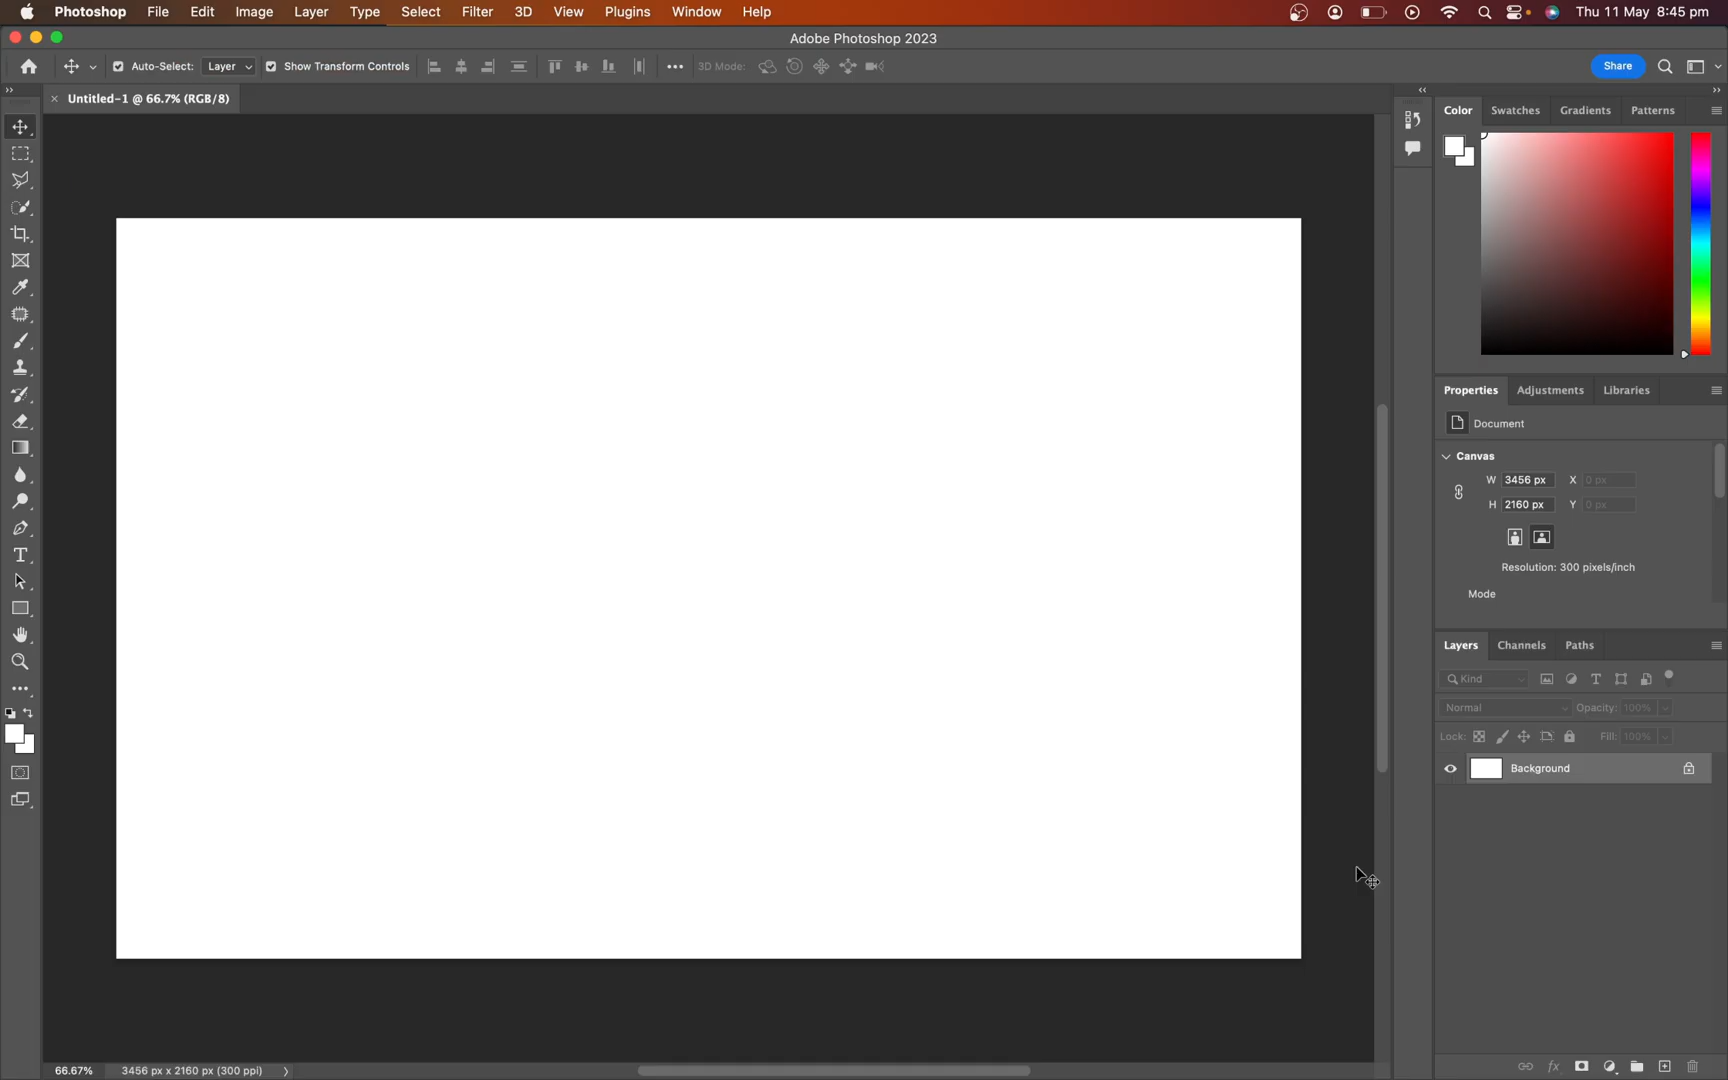 Photoshop File Edit Image Layer Type Select Filter 3D View Plugins Window Help Thu 11 May 8:45 pm
Adobe Photoshop 2023
Auto-Select: Layer Show Transform Controls 3D Mode: Share
Untitled-1 @ 66.7% (RGB/8)
Color Swatches Gradients Patterns
Properties Adjustments Libraries
Document
Canvas
W 3456 px X 0 px
H 2160 px Y 0 px
Resolution: 300 pixels/inch
Mode
Layers Channels Paths
Kind
Normal Opacity: 100%
Lock: Fill: 100%
Background
66.67% 3456 px x 2160 px (300 ppi)